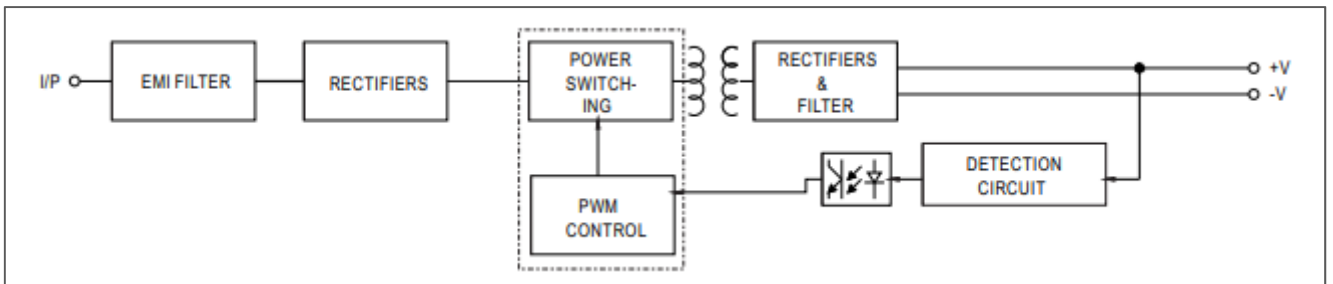 I/P
EMI FILTER
RECTIFIERS
POWER
SWITCH-
ING
RECTIFIERS
&
FILTER
+V
-V
PWM
CONTROL
DETECTION
CIRCUIT